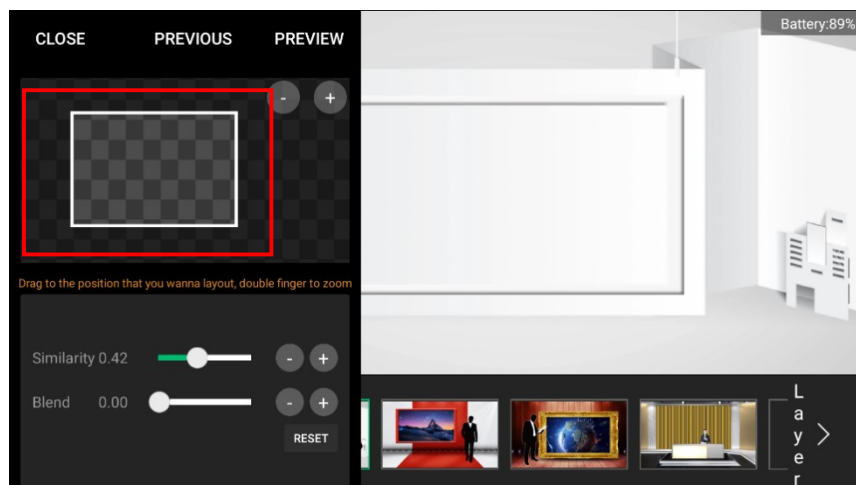 CLOSE PREVIOUS PREVIEW
Battery:89%
- +
Drag to the position that you wanna layout, double finger to zoom
Similarity 0.42 - +
Blend 0.00 - +
RESET
Layer